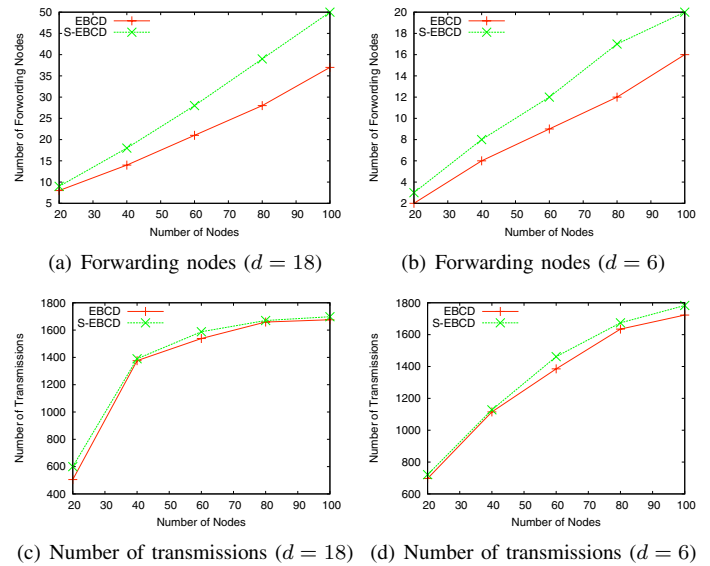 50
45
40
35
30
25
20
15
10
5
Number of Forwording Nodes
EBCD
S-EBCD
20 30 40 50 60 70 80 90 100
Number of Nodes
(a) Forwarding nodes (d = 18)
20
18
16
14
12
10
8
6
4
2
Number of Forwording Nodes
EBCD
S-EBCD
20 30 40 50 60 70 80 90 100
Number of Nodes
(b) Forwarding nodes (d = 6)
1800
1600
1400
1200
1000
800
600
400
Number of Transmissions
EBCD
S-EBCD
20 30 40 50 60 70 80 90 100
Number of Nodes
(c) Number of transmissions (d = 18)
1800
1600
1400
1200
1000
800
600
Number of Transmissions
EBCD
S-EBCD
20 30 40 50 60 70 80 90 100
Number of Nodes
(d) Number of transmissions (d = 6)